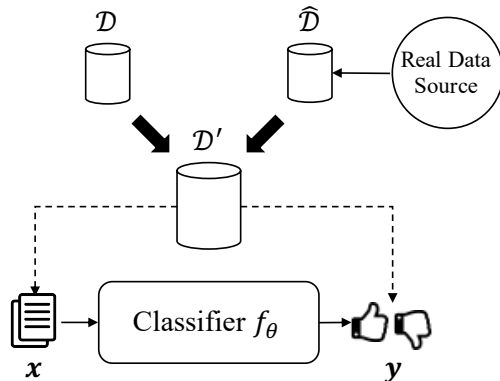 𝒟
𝒟̂
Real Data
Source
𝒟′
Classifier f_θ
x
y